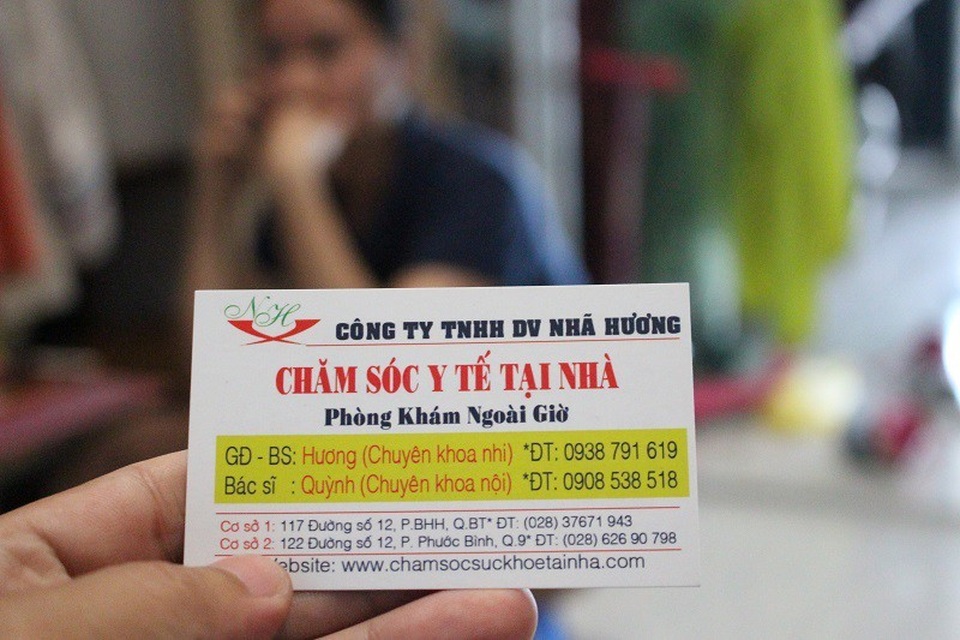 NH
CÔNG TY TNHH DV NHÃ HƯƠNG
CHĂM SÓC Y TẾ TẠI NHÀ
Phòng Khám Ngoài Giờ
GĐ - BS: Hương (Chuyên khoa nhi) *ĐT: 0938 791 619
Bác sĩ : Quỳnh (Chuyên khoa nội) *ĐT: 0908 538 518
Cơ sở 1: 117 Đường số 12, P.BHH, Q.BT* ĐT: (028) 37671 943
Cơ sở 2: 122 Đường số 12, P. Phước Bình, Q.9* ĐT: (028) 626 90 798
ebsite: www.chamsocsuckhoetainha.com